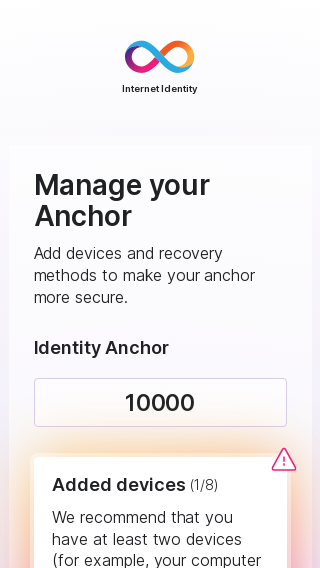 Internet Identity
Manage your
Anchor
Add devices and recovery
methods to make your anchor
more secure.
Identity Anchor
10000
Added devices (1/8)
We recommend that you
have at least two devices
(for example, your computer